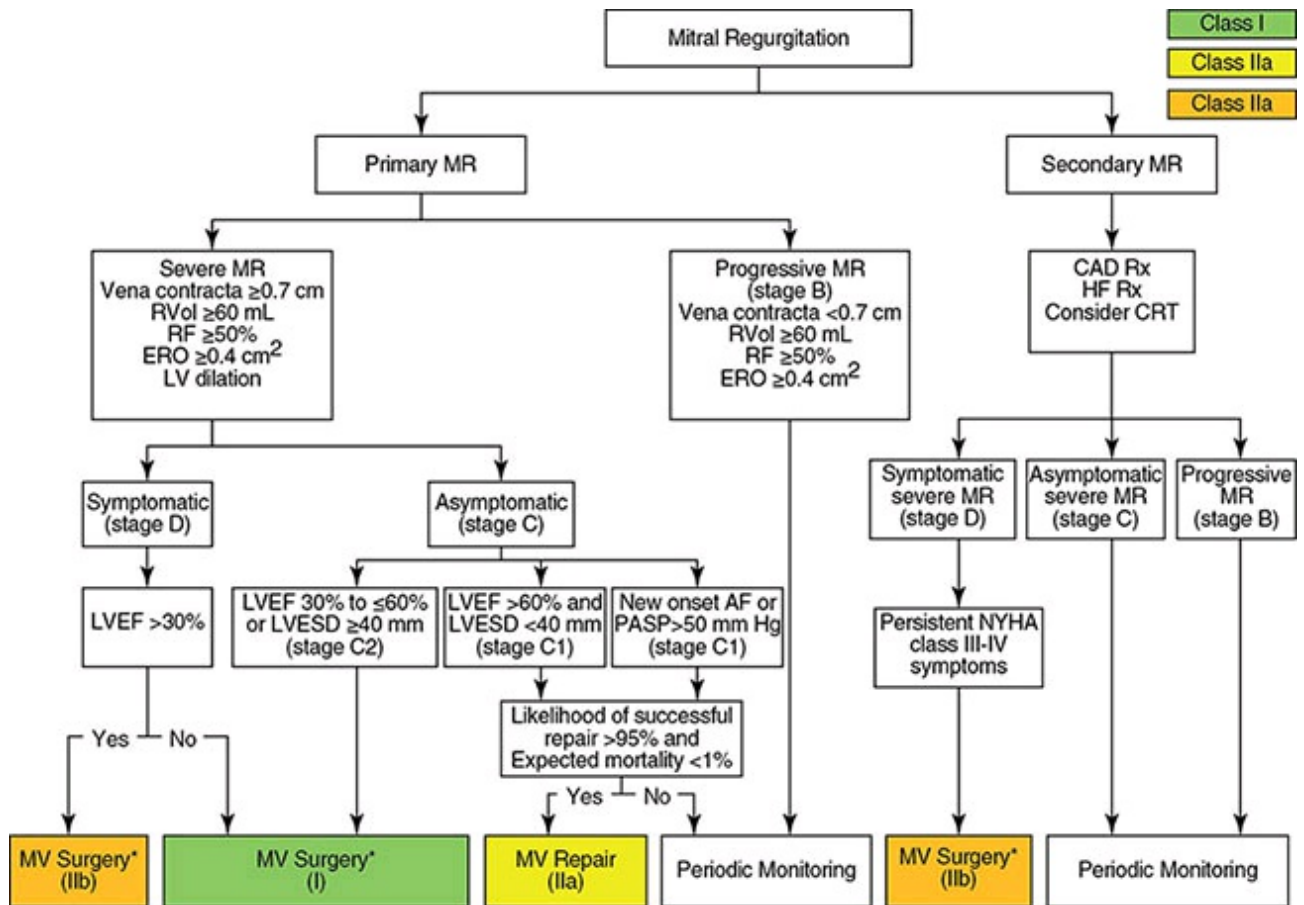 Mitral Regurgitation
Class I
Class IIa
Class IIa
Primary MR
Secondary MR
Severe MR
Vena contracta ≥0.7 cm
RVol ≥60 mL
RF ≥50%
ERO ≥0.4 cm²
LV dilation
Progressive MR
(stage B)
Vena contracta <0.7 cm
RVol ≥60 mL
RF ≥50%
ERO ≥0.4 cm²
CAD Rx
HF Rx
Consider CRT
Symptomatic
(stage D)
Asymptomatic
(stage C)
Symptomatic
severe MR
(stage D)
Asymptomatic
severe MR
(stage C)
Progressive
MR
(stage B)
LVEF >30%
LVEF 30% to ≤60%
or LVESD ≥40 mm
(stage C2)
LVEF >60% and
LVESD <40 mm
(stage C1)
New onset AF or
PASP>50 mm Hg
(stage C1)
Persistent NYHA
class III-IV
symptoms
Likelihood of successful
repair >95% and
Expected mortality <1%
Yes
No
Yes
No
MV Surgery*
(IIb)
MV Surgery*
(I)
MV Repair
(IIa)
Periodic Monitoring
MV Surgery*
(IIb)
Periodic Monitoring